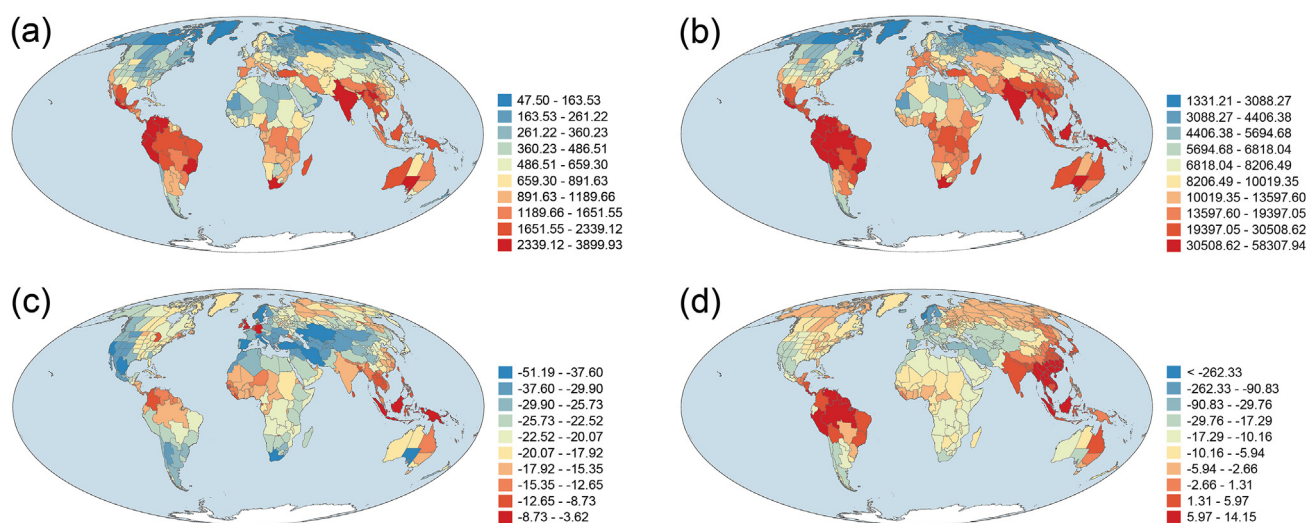 (a)
47.50 - 163.53
163.53 - 261.22
261.22 - 360.23
360.23 - 486.51
486.51 - 659.30
659.30 - 891.63
891.63 - 1189.66
1189.66 - 1651.55
1651.55 - 2339.12
2339.12 - 3899.93
(b)
1331.21 - 3088.27
3088.27 - 4406.38
4406.38 - 5694.68
5694.68 - 6818.04
6818.04 - 8206.49
8206.49 - 10019.35
10019.35 - 13597.60
13597.60 - 19397.05
19397.05 - 30508.62
30508.62 - 58307.94
(c)
-51.19 - -37.60
-37.60 - -29.90
-29.90 - -25.73
-25.73 - -22.52
-22.52 - -20.07
-20.07 - -17.92
-17.92 - -15.35
-15.35 - -12.65
-12.65 - -8.73
-8.73 - -3.62
(d)
< -262.33
-262.33 - -90.83
-90.83 - -29.76
-29.76 - -17.29
-17.29 - -10.16
-10.16 - -5.94
-5.94 - -2.66
-2.66 - 1.31
1.31 - 5.97
5.97 - 14.15